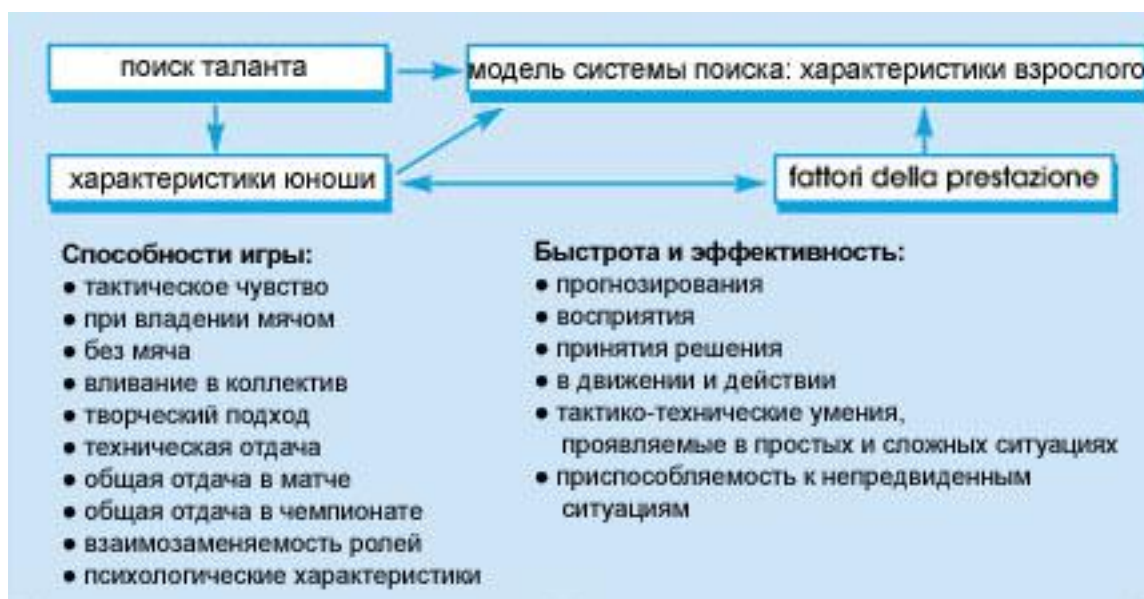 поиск таланта
модель системы поиска: характеристики взрослого
характеристики юноши
fattori della prestazione
Способности игры:
● тактическое чувство
● при владении мячом
● без мяча
● вливание в коллектив
● творческий подход
● техническая отдача
● общая отдача в матче
● общая отдача в чемпионате
● взаимозаменяемость ролей
● психологические характеристики
Быстрота и эффективность:
● прогнозирования
● восприятия
● принятия решения
● в движении и действии
● тактико-технические умения,
проявляемые в простых и сложных ситуациях
● приспособляемость к непредвиденным
ситуациям